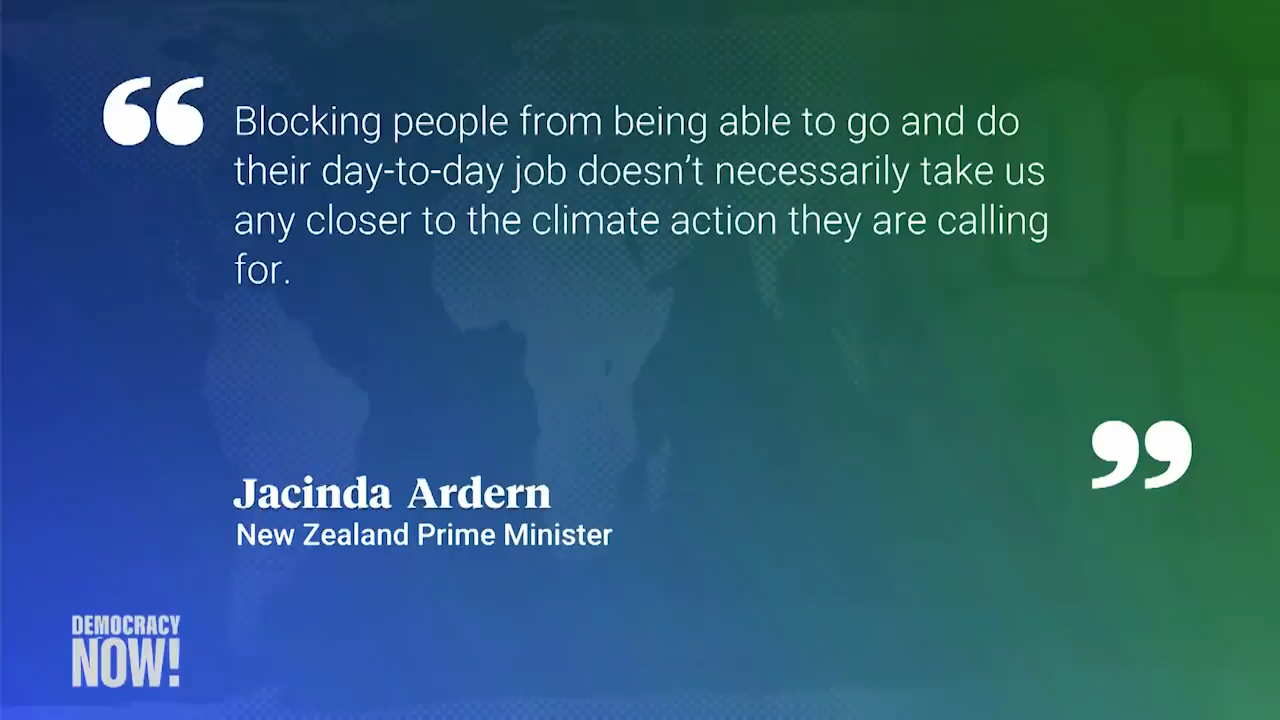 “Blocking people from being able to go and do
their day-to-day job doesn’t necessarily take us
any closer to the climate action they are calling
for.
”
Jacinda Ardern
New Zealand Prime Minister
DEMOCRACY
NOW!